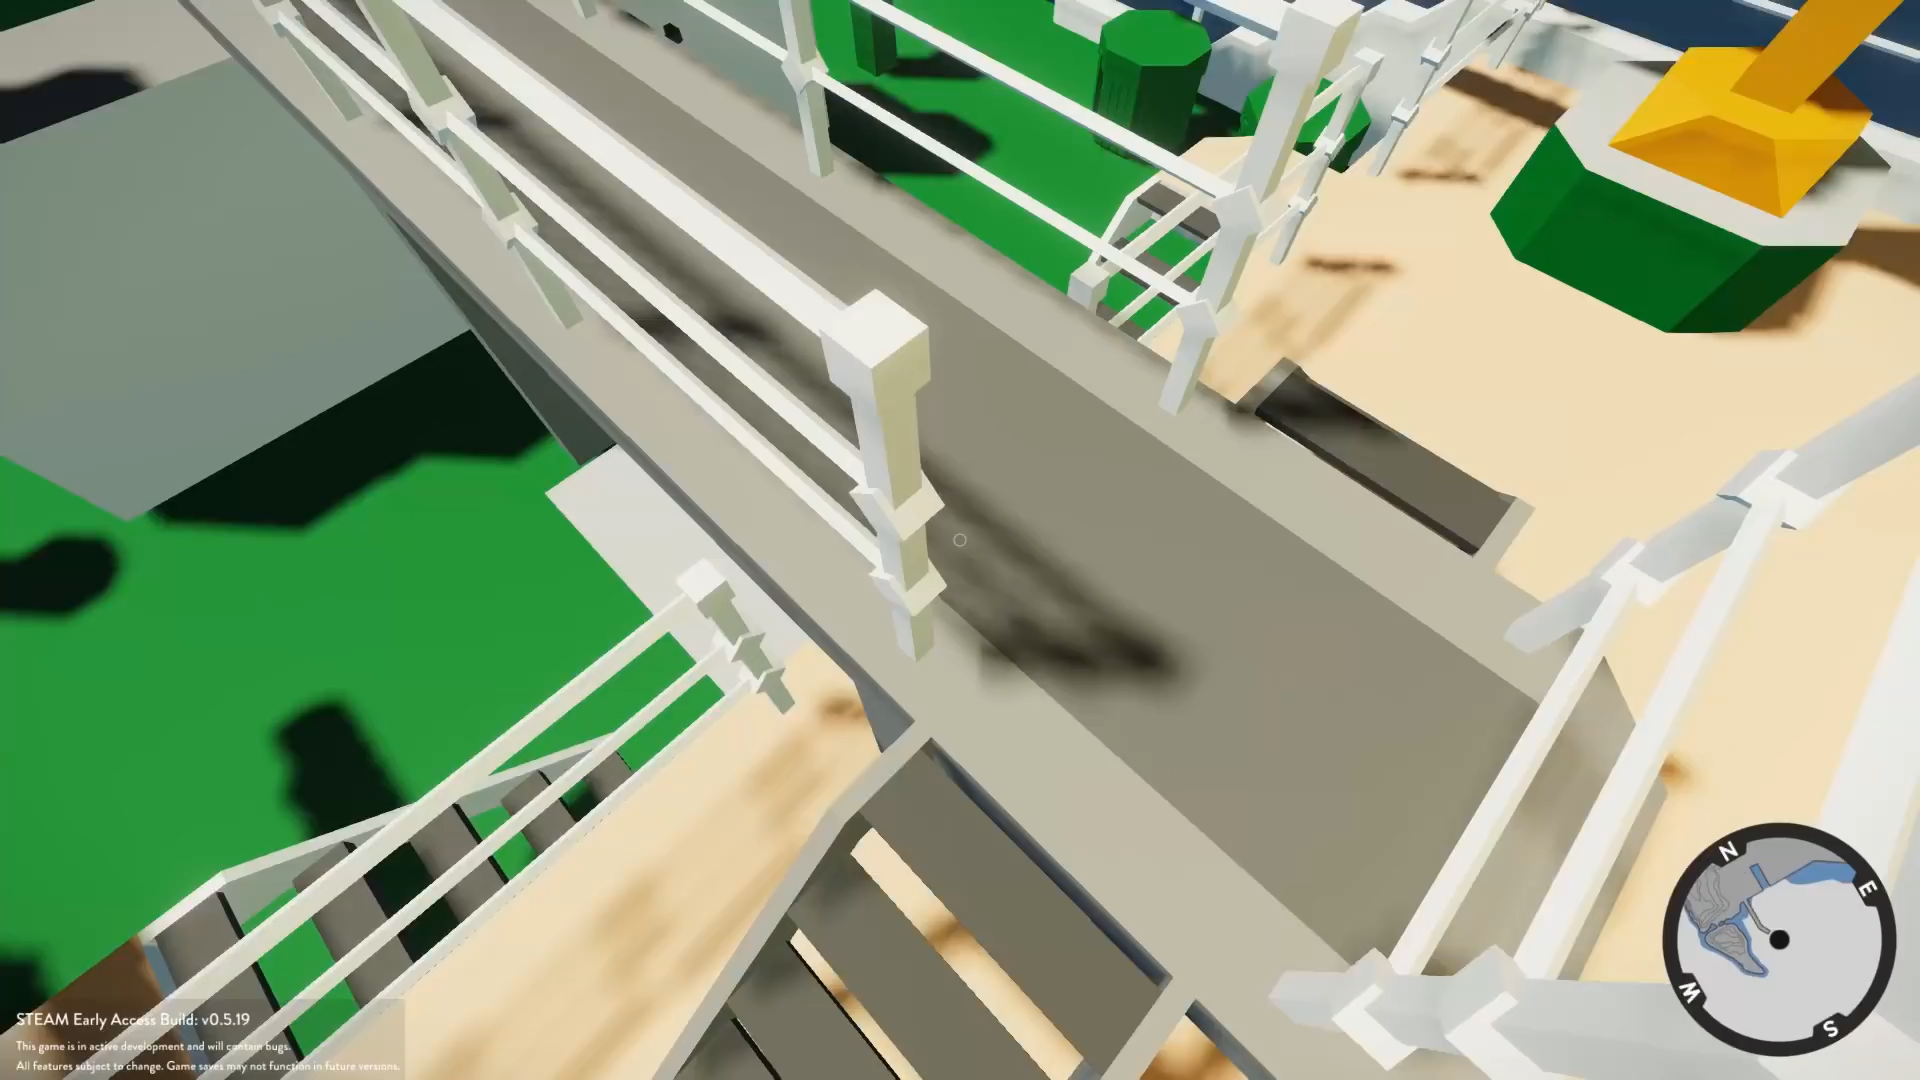 N
E
W
S
STEAM Early Access Build: v0.5.19
This game is in active development and will contain bugs.
All features subject to change. Game saves may not function in future versions.